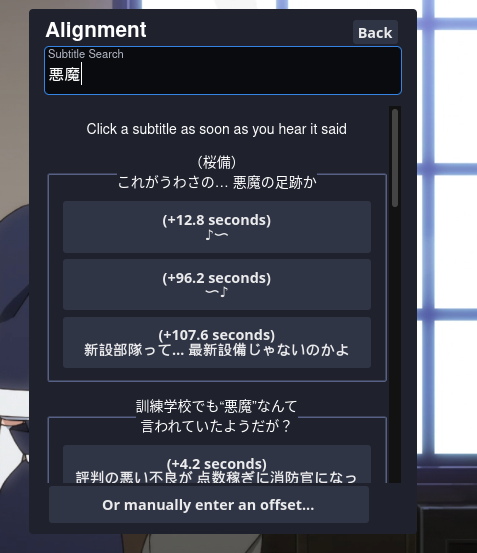 Alignment
Back
Subtitle Search
悪魔
Click a subtitle as soon as you hear it said
（桜備）
これがうわさの… 悪魔の足跡か
(+12.8 seconds)
♪〜
(+96.2 seconds)
〜♪
(+107.6 seconds)
新設部隊って… 最新設備じゃないのかよ
訓練学校でも“悪魔”なんて
言われていたようだが？
(+4.2 seconds)
評判の悪い不良が 点数稼ぎに消防官になっ
Or manually enter an offset...